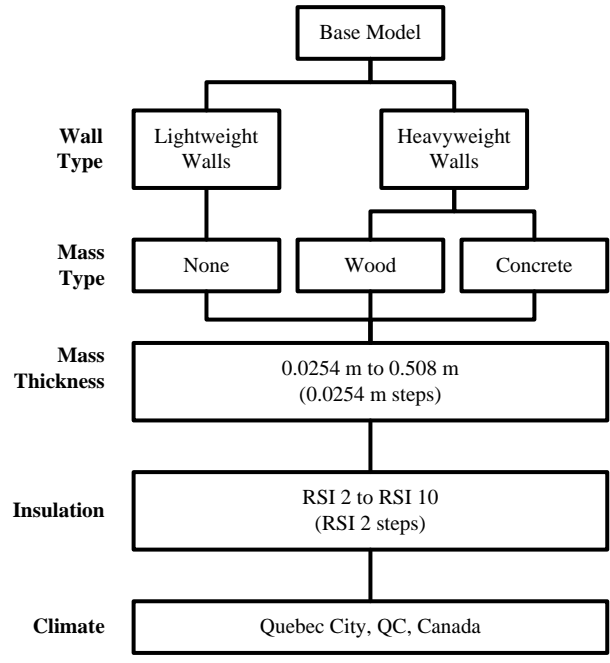 Base Model
Wall
Type
Lightweight
Walls
Heavyweight
Walls
Mass
Type
None
Wood
Concrete
Mass
Thickness
0.0254 m to 0.508 m
(0.0254 m steps)
Insulation
RSI 2 to RSI 10
(RSI 2 steps)
Climate
Quebec City, QC, Canada